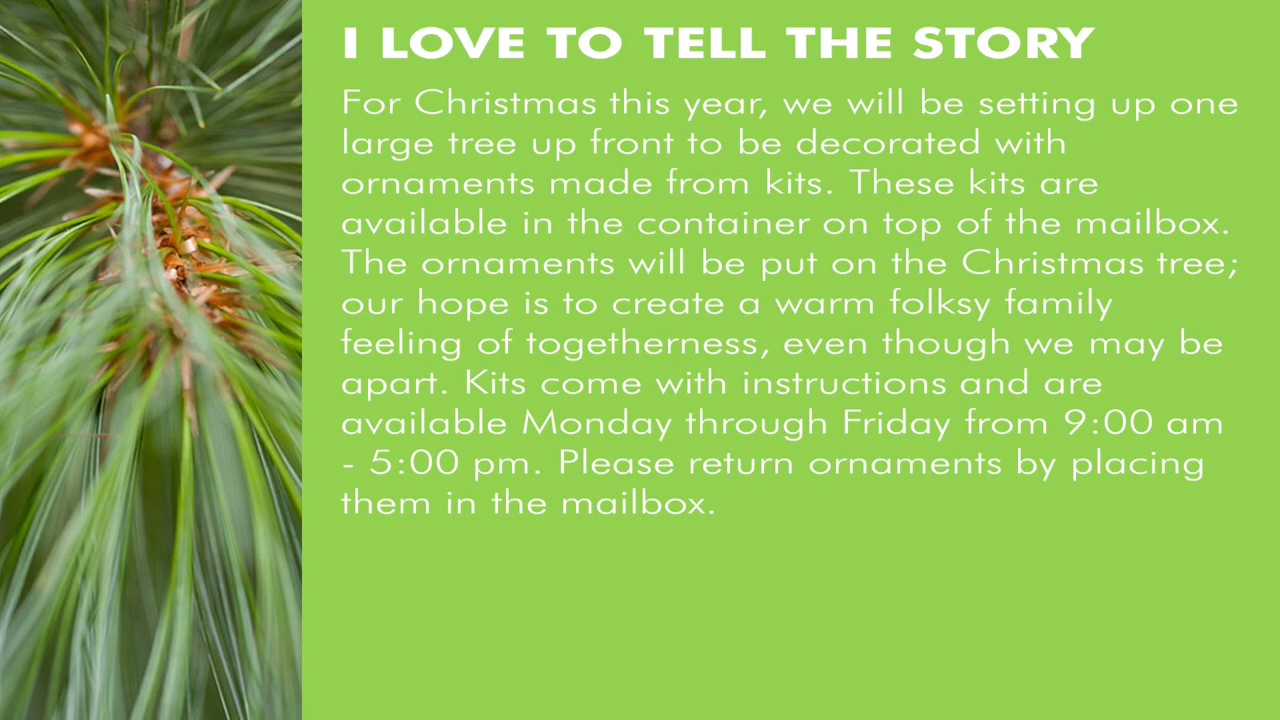 I LOVE TO TELL THE STORY
For Christmas this year, we will be setting up one
large tree up front to be decorated with
ornaments made from kits. These kits are
available in the container on top of the mailbox.
The ornaments will be put on the Christmas tree;
our hope is to create a warm folksy family
feeling of togetherness, even though we may be
apart. Kits come with instructions and are
available Monday through Friday from 9:00 am
- 5:00 pm. Please return ornaments by placing
them in the mailbox.